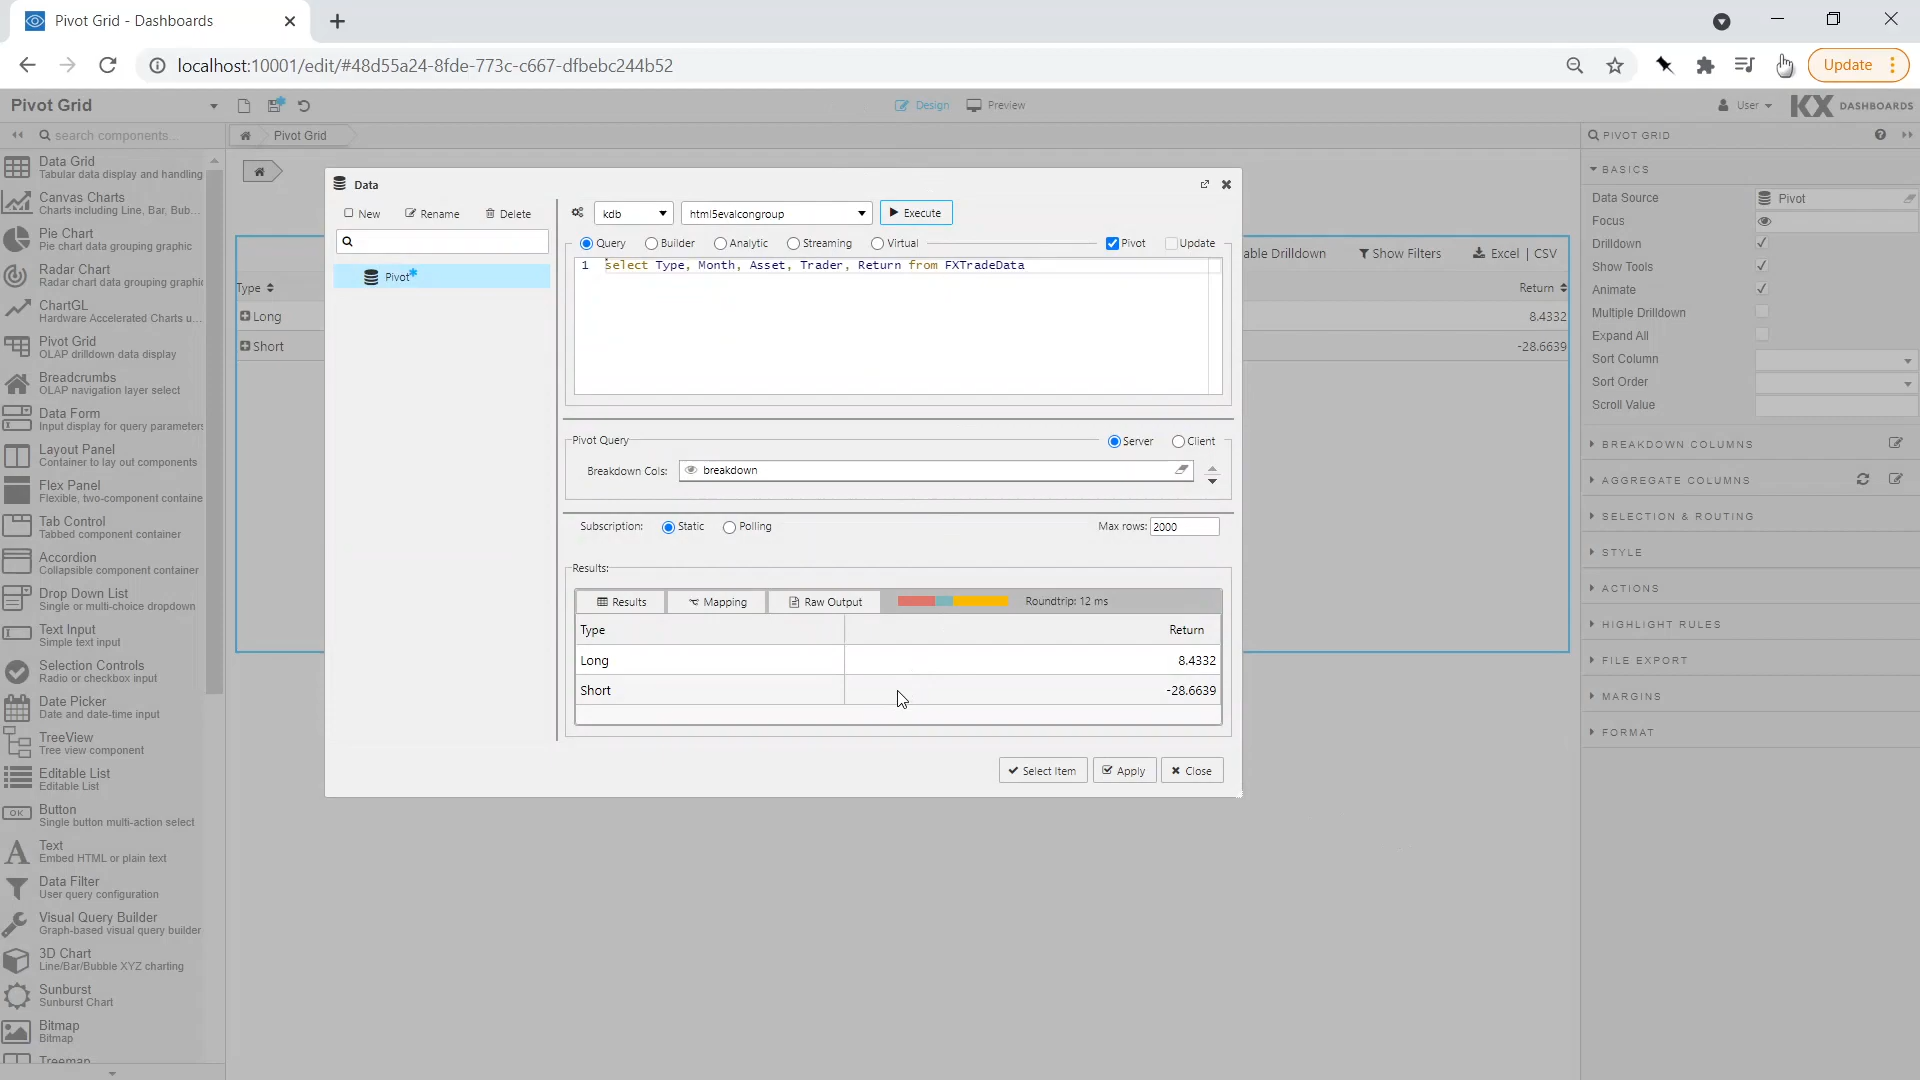 Pivot Grid - Dashboards
localhost:10001/edit/#48d55a24-8fde-773c-c667-dfbebc244b52
Update
Pivot Grid
Design
Preview
User
KX DASHBOARDS
search components...
Pivot Grid
PIVOT GRID
Data Grid
Tabular data display and handling
Canvas Charts
Charts including Line, Bar, Bub...
Pie Chart
Pie chart data grouping graphic
Radar Chart
Radar chart data grouping graphic
ChartGL
Hardware Accelerated Charts u...
Pivot Grid
OLAP drilldown data display
Breadcrumbs
OLAP navigation layer select
Data Form
Input display for query parameters
Layout Panel
Container to lay out components
Flex Panel
Flexible, two-component containe
Tab Control
Tabbed component container
Accordion
Collapsible component container
Drop Down List
Single or multi-choice dropdown
Text Input
Simple text input
Selection Controls
Radio or checkbox input
Date Picker
Date and date-time input
TreeView
Tree view component
Editable List
Editable List
Button
OK
Single button multi-action select
Text
Embed HTML or plain text
Data Filter
User query configuration
Visual Query Builder
Graph-based visual query builder
3D Chart
Line/Bar/Bubble XYZ charting
Sunburst
Sunburst Chart
Bitmap
Bitmap
Treemap
Type
Long
Short
able Drilldown
Show Filters
Excel | CSV
Return
8.4332
-28.6639
Data
New
Rename
Delete
Pivot*
kdb
html5evalcongroup
Execute
Query
Builder
Analytic
Streaming
Virtual
Pivot
Update
1 select Type, Month, Asset, Trader, Return from FXTradeData
Pivot Query
Server
Client
Breakdown Cols:
breakdown
Subscription:
Static
Polling
Max rows:
2000
Results:
Results
Mapping
Raw Output
Roundtrip: 12 ms
Type
Return
Long
8.4332
Short
-28.6639
Select Item
Apply
Close
BASICS
Data Source
Pivot
Focus
Drilldown
Show Tools
Animate
Multiple Drilldown
Expand All
Sort Column
Sort Order
Scroll Value
BREAKDOWN COLUMNS
AGGREGATE COLUMNS
SELECTION & ROUTING
STYLE
ACTIONS
HIGHLIGHT RULES
FILE EXPORT
MARGINS
FORMAT